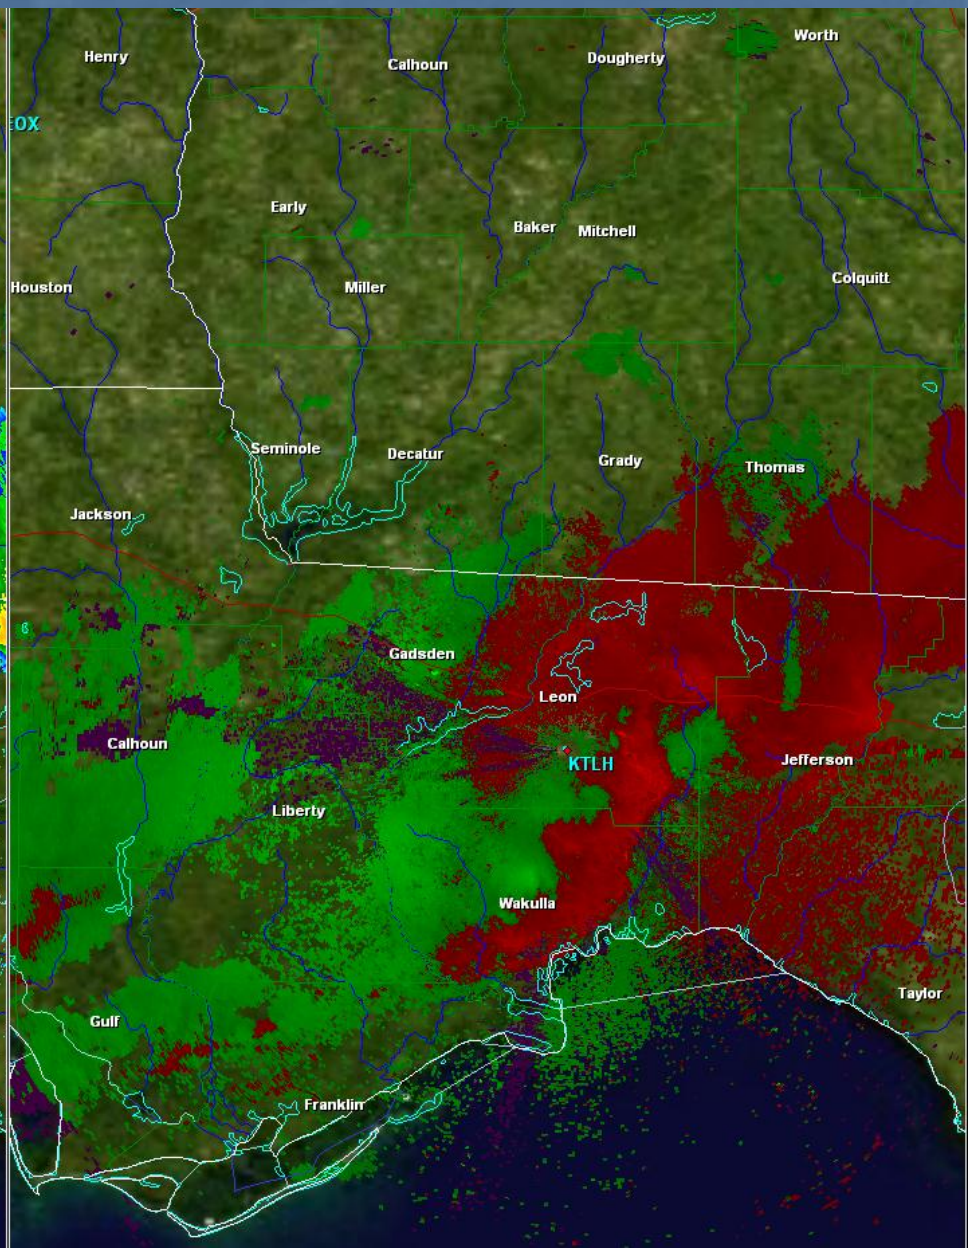 Worth
Henry
Calhoun
Dougherty
EOX
Early
Baker
Mitchell
Houston
Miller
Colquitt
Seminole
Decatur
Grady
Thomas
Jackson
Gadsden
Leon
Calhoun
KTLH
Jefferson
Liberty
Wakulla
Taylor
Gulf
Franklin